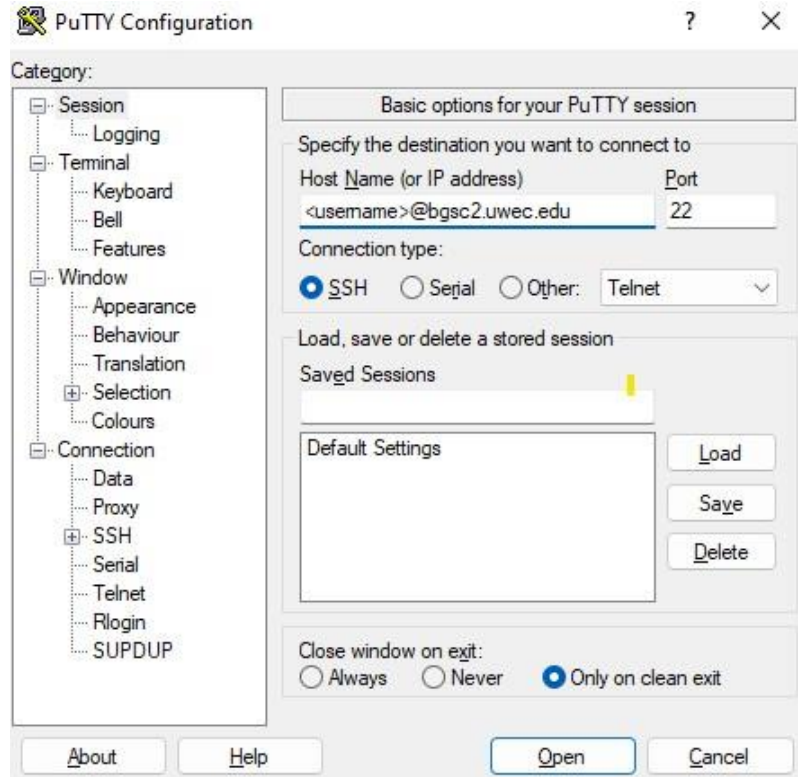 PuTTY Configuration
?
Category:
Session
Logging
Terminal
Keyboard
Bell
Features
Window
Appearance
Behaviour
Translation
Selection
Colours
Connection
Data
Proxy
SSH
Serial
Telnet
Rlogin
SUPDUP
Basic options for your PuTTY session
Specify the destination you want to connect to
Host Name (or IP address) Port
<username>@bgsc2.uwec.edu 22
Connection type:
SSH Serial Other: Telnet
Load, save or delete a stored session
Saved Sessions
Default Settings
Load
Save
Delete
Close window on exit:
Always Never Only on clean exit
About Help Open Cancel